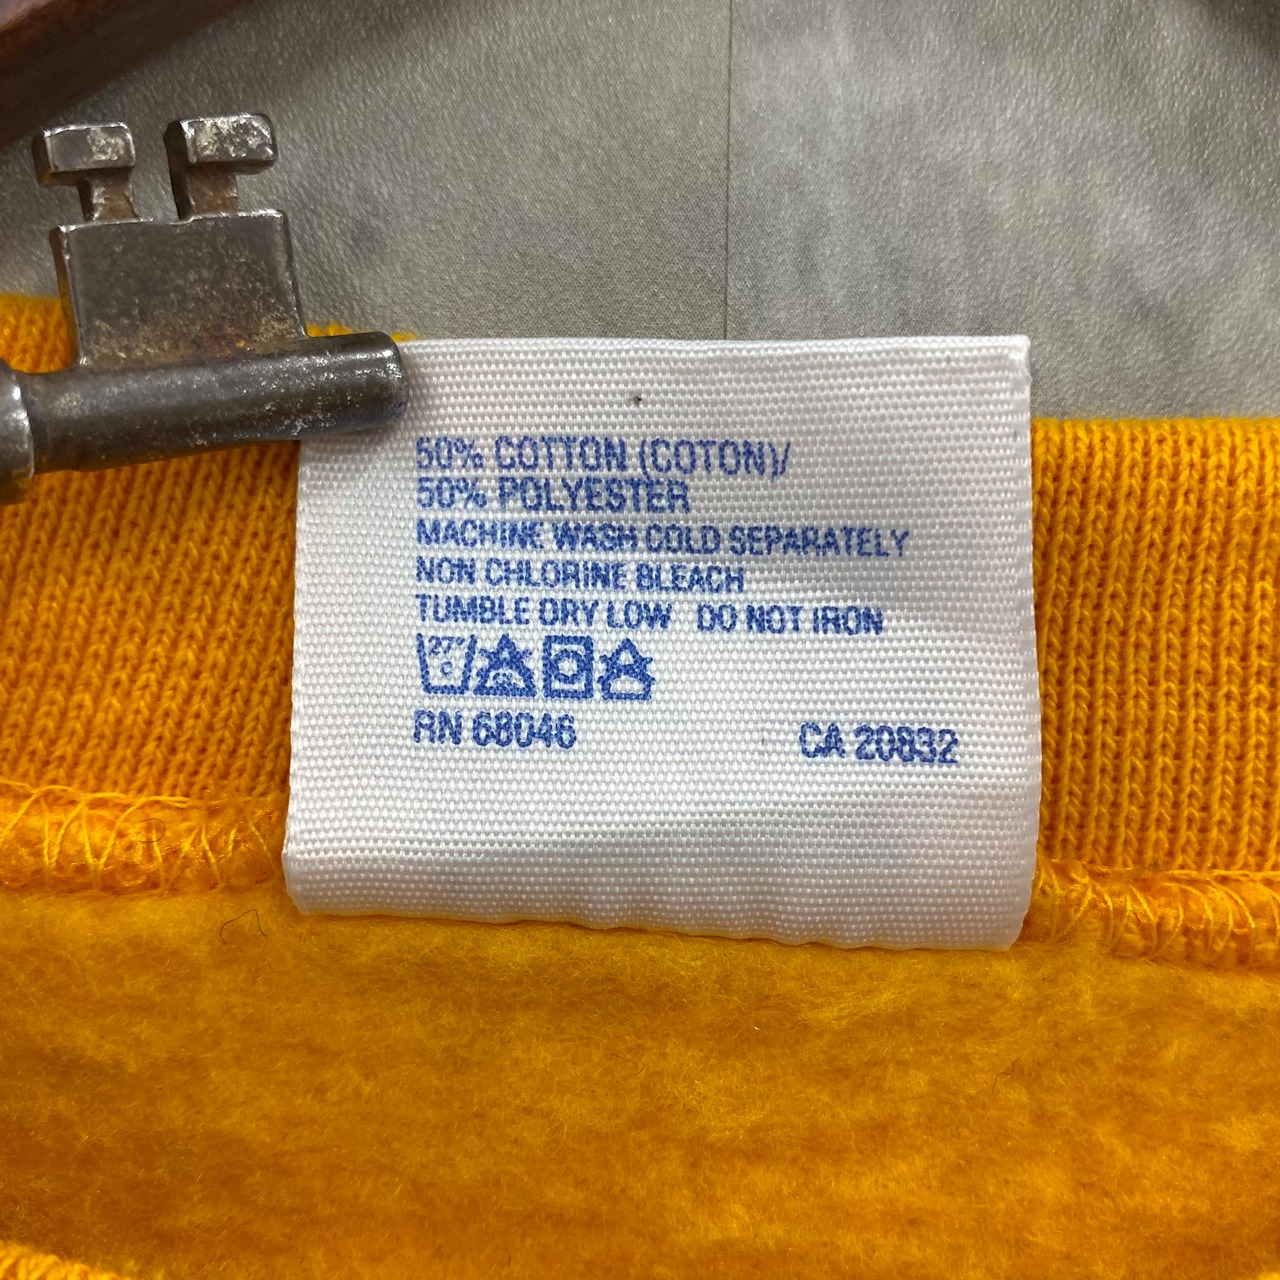 50% COTTON (COTON)/
50% POLYESTER
MACHINE WASH COLD SEPARATELY
NON CHLORINE BLEACH
TUMBLE DRY LOW DO NOT IRON
27°C
RN 68046 CA 20832